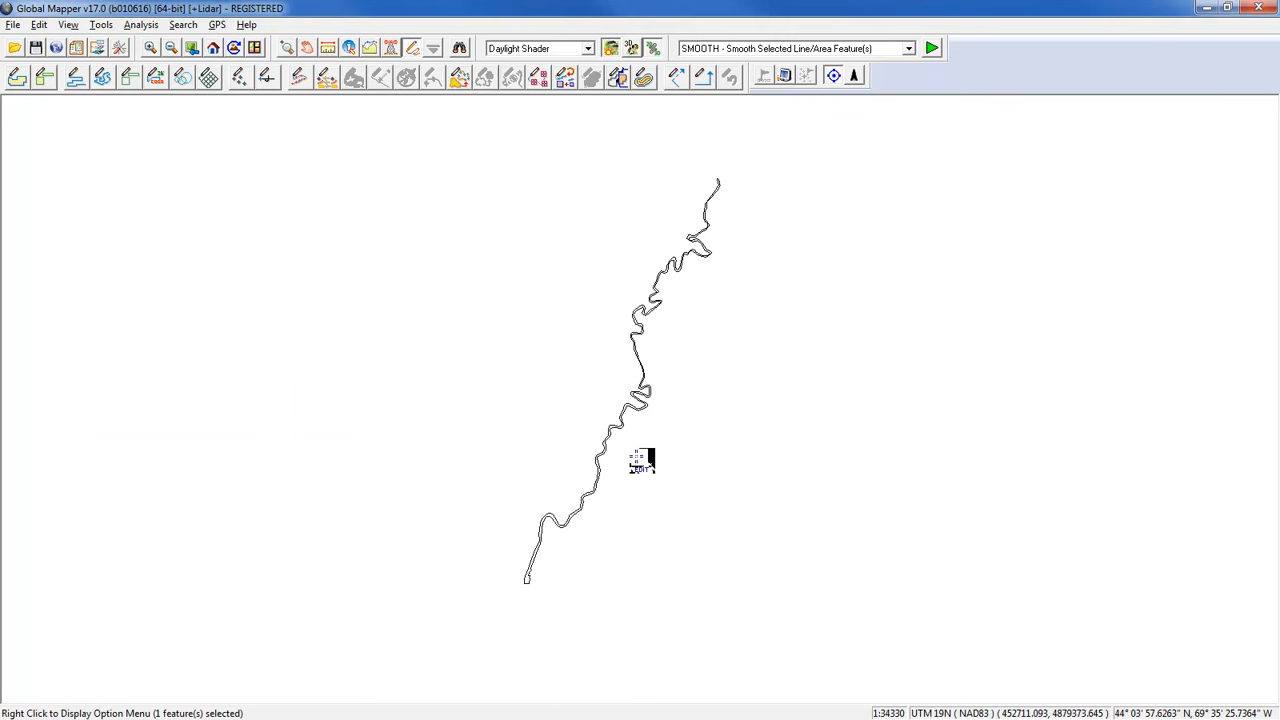 Global Mapper v17.0 (b010616) [64-bit] [+Lidar] - REGISTERED
File Edit View Tools Analysis Search GPS Help
Daylight Shader SMOOTH - Smooth Selected Line/Area Feature(s)
EDIT
Right Click to Display Option Menu (1 feature(s) selected) 1:34330 UTM 19N ( NAD83 ) ( 452711.093, 4879373.645 ) 44° 03' 57.6263" N, 69° 35' 25.7364" W